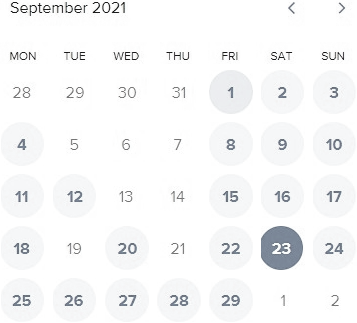 September 2021
MON TUE WED THU FRI SAT SUN
28 29 30 31 1 2 3
4 5 6 7 8 9 10
11 12 13 14 15 16 17
18 19 20 21 22 23 24
25 26 27 28 29 1 2